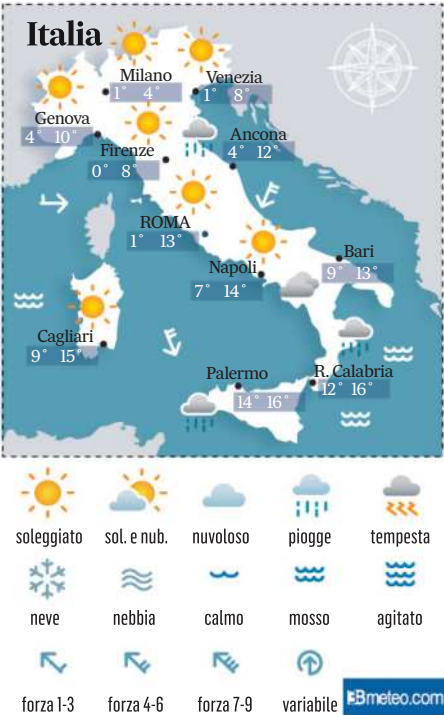 Italia
Milano
1° 4°
Venezia
1° 8°
Genova
4° 10°
Firenze
0° 8°
Ancona
4° 12°
ROMA
1° 13°
Bari
9° 13°
Napoli
7° 14°
Cagliari
9° 15°
Palermo
14° 16°
R. Calabria
12° 16°
soleggiato sol. e nub. nuvoloso piogge tempesta
neve nebbia calmo mosso agitato
forza 1-3 forza 4-6 forza 7-9 variabile
3Bmeteo.com